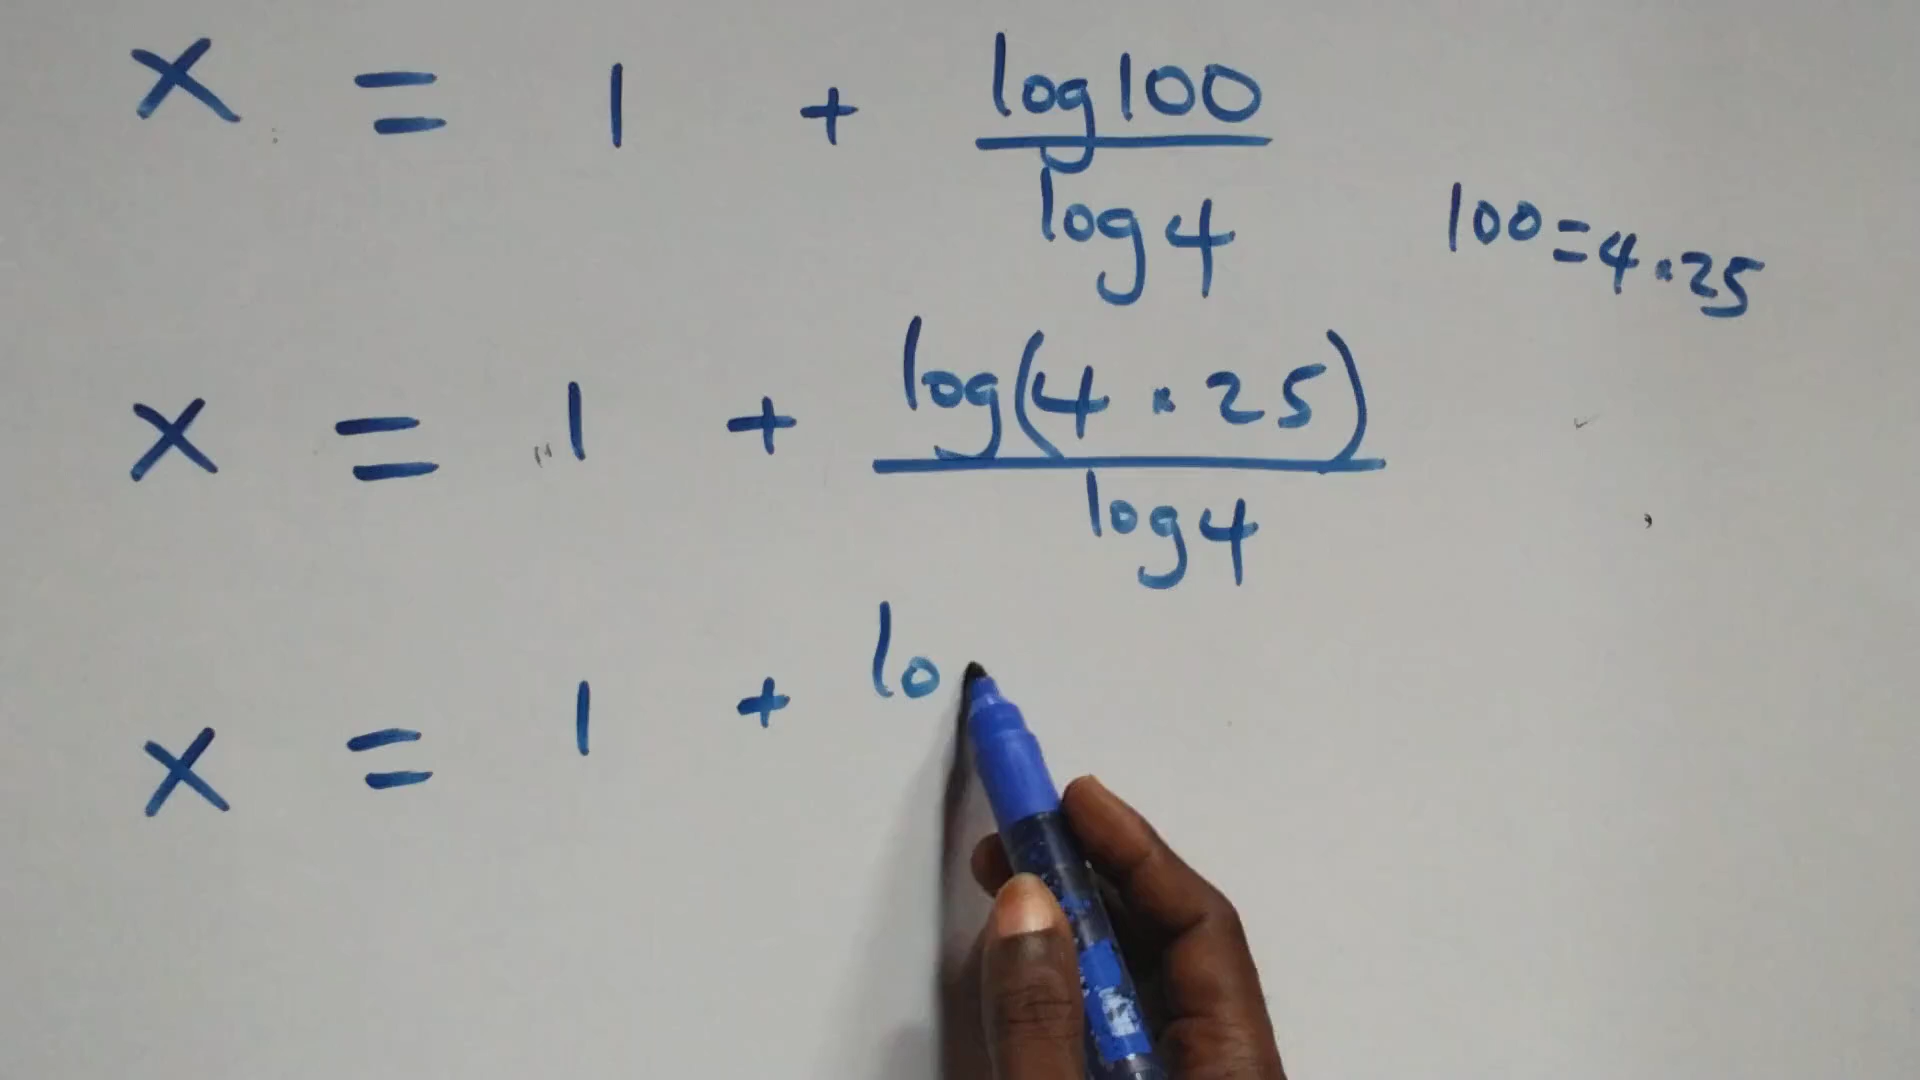 x = 1 + log100/log4
100=4×25
x = 1 + log(4×25)/log4
x = 1 + lo